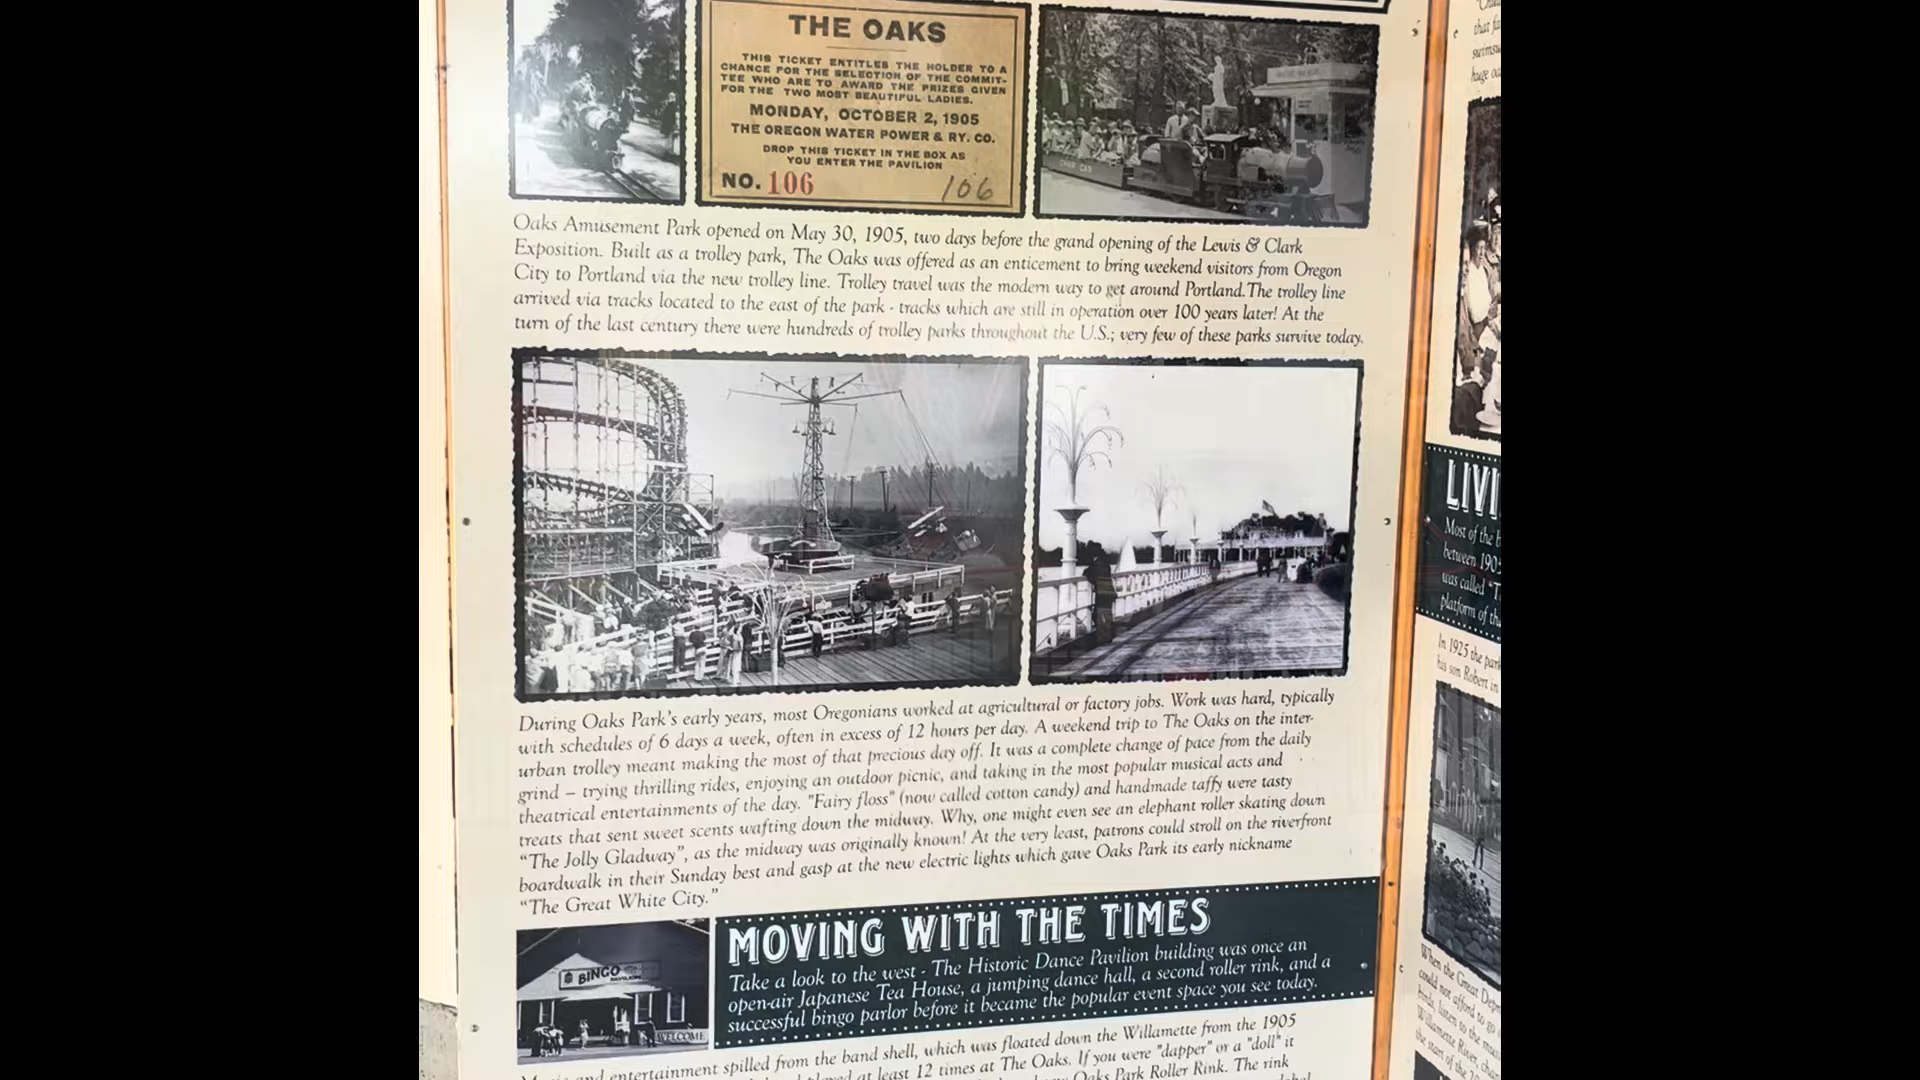 THE OAKS
THIS TICKET ENTITLES THE HOLDER TO A
CHANCE FOR THE SELECTION OF THE COMMIT-
TEE WHO ARE TO AWARD THE PRIZES GIVEN
FOR THE TWO MOST BEAUTIFUL LADIES.
MONDAY, OCTOBER 2, 1905
THE OREGON WATER POWER & RY. CO.
DROP THIS TICKET IN THE BOX AS
YOU ENTER THE PAVILION
NO. 106 106
Oaks Amusement Park opened on May 30, 1905, two days before the grand opening of the Lewis & Clark
Exposition. Built as a trolley park, The Oaks was offered as an enticement to bring weekend visitors from Oregon
City to Portland via the new trolley line. Trolley travel was the modern way to get around Portland.The trolley line
arrived via tracks located to the east of the park - tracks which are still in operation over 100 years later! At the
turn of the last century there were hundreds of trolley parks throughout the U.S.; very few of these parks survive today.
During Oaks Park's early years, most Oregonians worked at agricultural or factory jobs. Work was hard, typically
with schedules of 6 days a week, often in excess of 12 hours per day. A weekend trip to The Oaks on the inter-
urban trolley meant making the most of that precious day off. It was a complete change of pace from the daily
grind – trying thrilling rides, enjoying an outdoor picnic, and taking in the most popular musical acts and
theatrical entertainments of the day. "Fairy floss" (now called cotton candy) and handmade taffy were tasty
treats that sent sweet scents wafting down the midway. Why, one might even see an elephant roller skating down
"The Jolly Gladway", as the midway was originally known! At the very least, patrons could stroll on the riverfront
boardwalk in their Sunday best and gasp at the new electric lights which gave Oaks Park its early nickname
"The Great White City."
BINGO
PAVILION
WELCOME
MOVING WITH THE TIMES
Take a look to the west - The Historic Dance Pavilion building was once an
open-air Japanese Tea House, a jumping dance hall, a second roller rink, and a
successful bingo parlor before it became the popular event space you see today.
and entertainment spilled from the band shell, which was floated down the Willamette from the 1905
at least 12 times at The Oaks. If you were "dapper" or a "doll" it
Oaks Park Roller Rink. The rink
that
huge
LIVI
Most of the
between 190
was called
platform of
In 1925 the
his son Robert in
When the Great
could not afford to go
listen to the
Willamette River,
the start of the